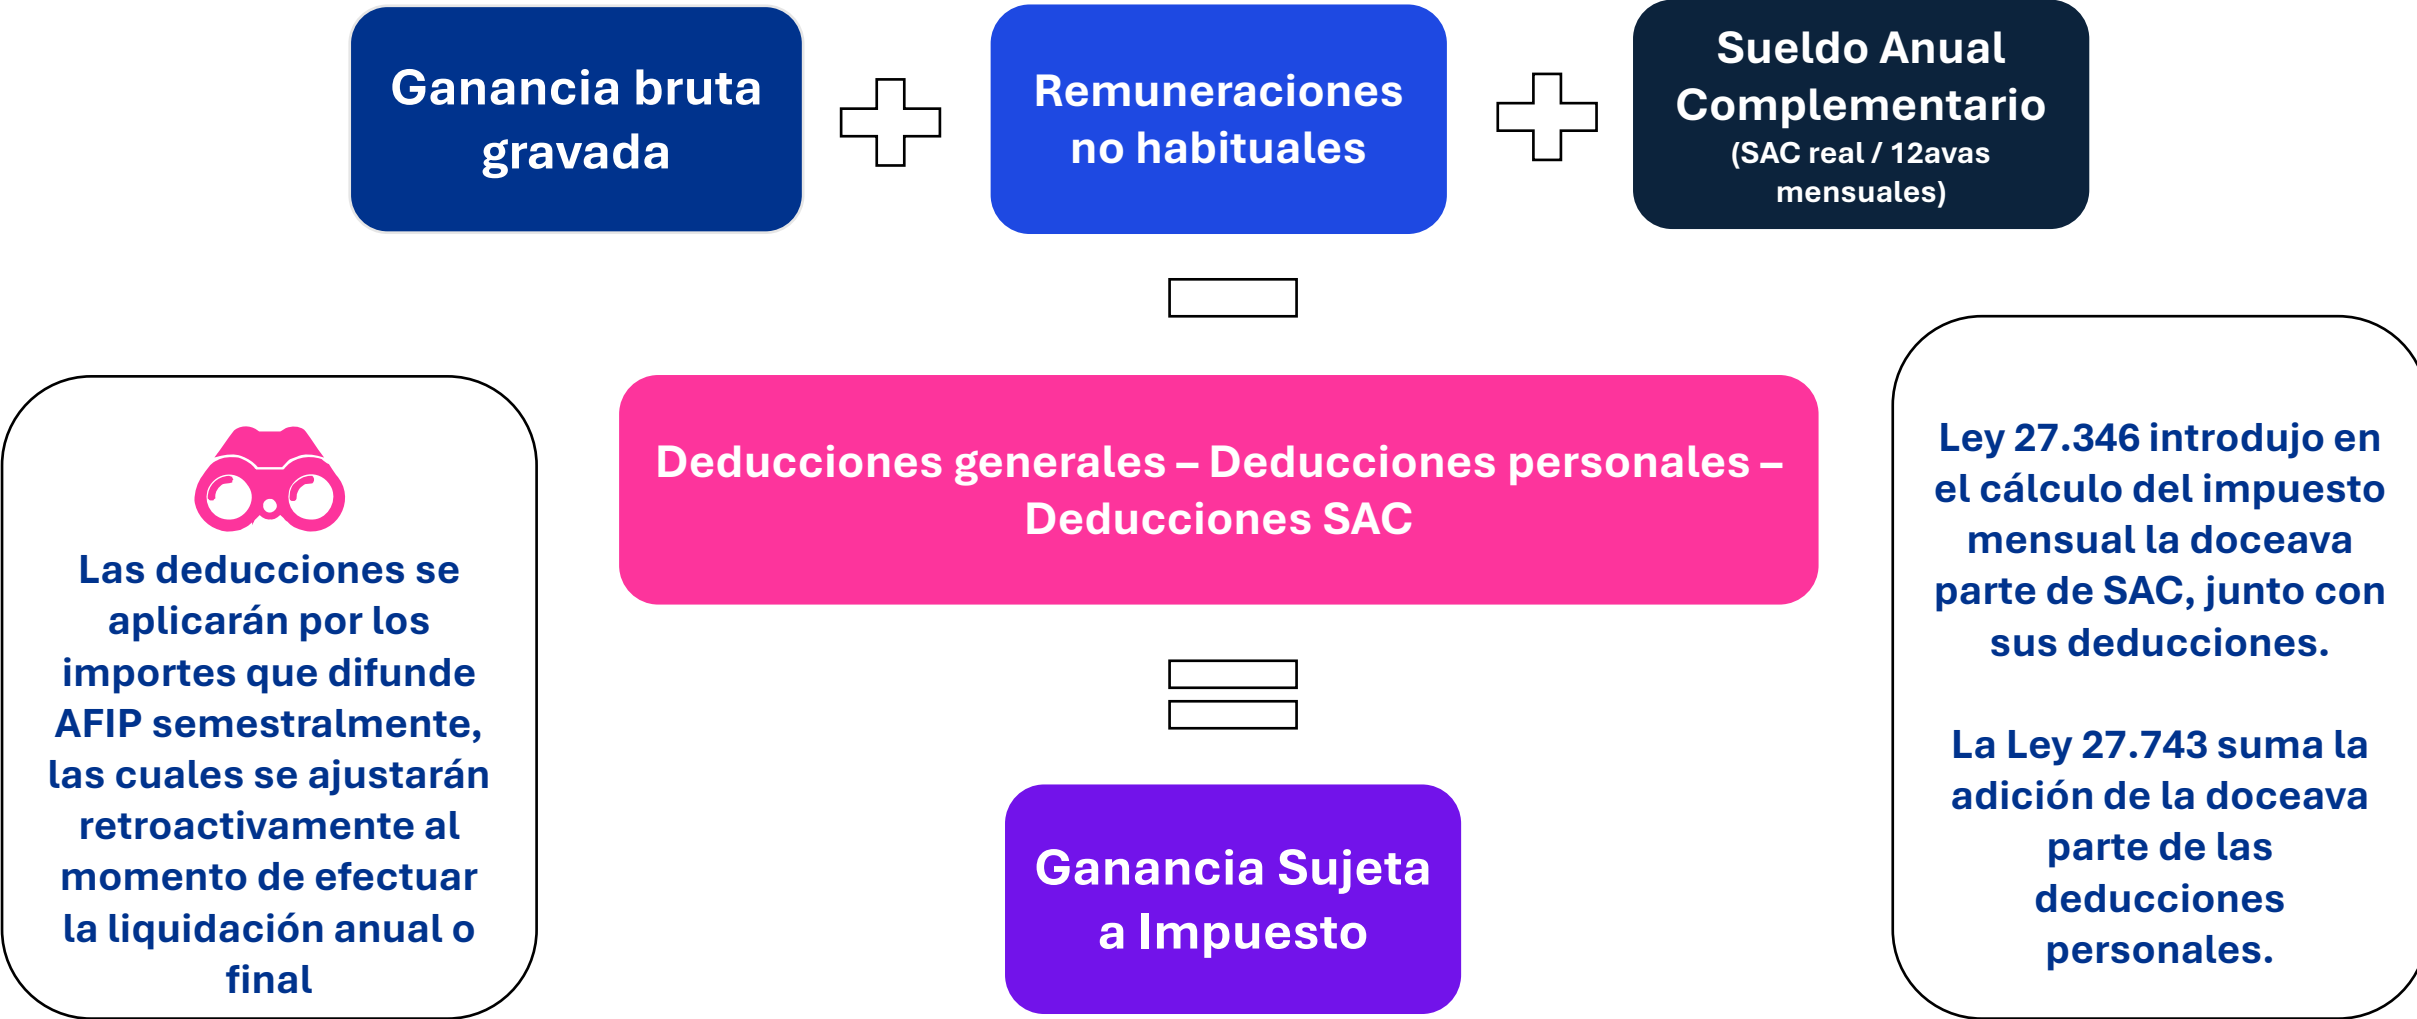 Ganancia bruta
gravada
Remuneraciones
no habituales
Sueldo Anual
Complementario
(SAC real / 12avas
mensuales)
Deducciones generales – Deducciones personales –
Deducciones SAC
Las deducciones se
aplicarán por los
importes que difunde
AFIP semestralmente,
las cuales se ajustarán
retroactivamente al
momento de efectuar
la liquidación anual o
final
Ley 27.346 introdujo en
el cálculo del impuesto
mensual la doceava
parte de SAC, junto con
sus deducciones.
La Ley 27.743 suma la
adición de la doceava
parte de las
deducciones
personales.
Ganancia Sujeta
a Impuesto